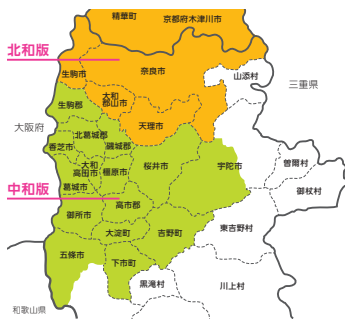 精華町
京都府木津川市
北和版
奈良市
生駒市
山添村
三重県
大和
郡山市
生駒郡
天理市
大阪府
北葛城郡
香芝市
磯城郡
桜井市
宇陀市
曽爾村
大和
高田市
橿原市
葛城市
中和版
御杖村
高市郡
御所市
大淀町
吉野町
東吉野村
五條市
下市町
黒滝村
川上村
和歌山県